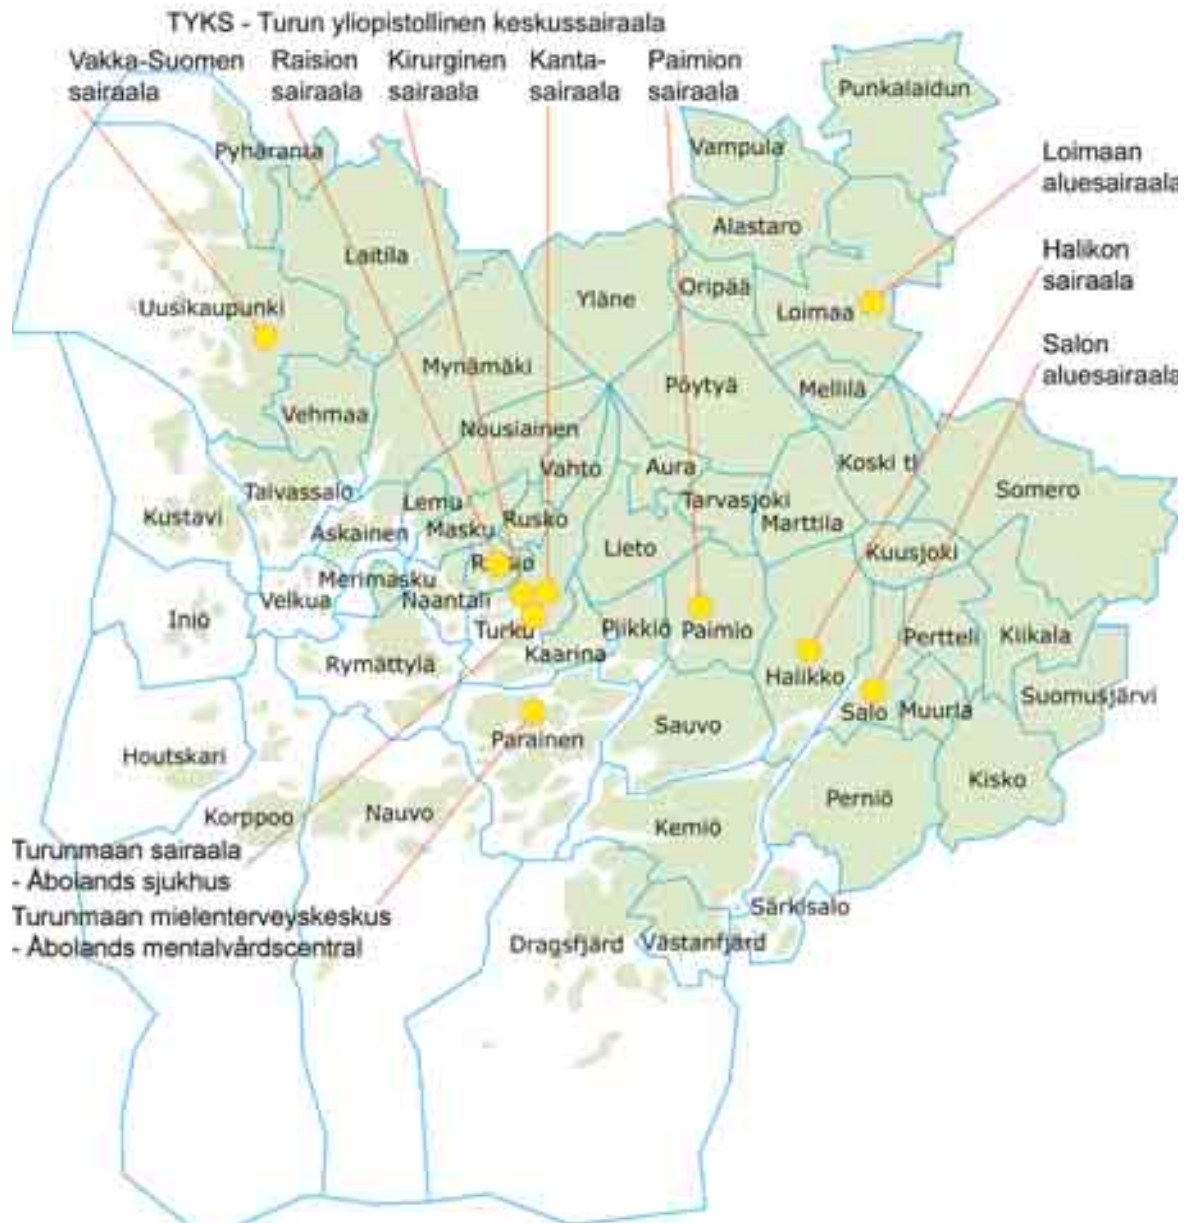 TYKS - Turun yliopistollinen keskussairaala
Vakka-Suomen
sairaala
Raision
sairaala
Kirurginen
sairaala
Kanta-
sairaala
Paimion
sairaala
Punkalaidun
Loimaan
aluesairaala
Halikon
sairaala
Salon
aluesairaala
Pyhäranta
Vampula
Alastaro
Laitila
Yläne
Oripää
Loimaa
Uusikaupunki
Mynämäki
Pöytyä
Mellilä
Vehmaa
Nousiainen
Vahto
Aura
Koski tl
Somero
Taivassalo
Lemu
Tarvasjoki
Kustavi
Askainen
Masku
Rusko
Marttila
Lieto
Kuusjoki
Merimasku
Velkua
Naantali
Iniö
Turku
Piikkiö
Paimio
Pertteli
Kiikala
Kaarina
Rymättylä
Halikko
Suomusjärvi
Salo
Muurla
Sauvo
Parainen
Houtskari
Kisko
Perniö
Korppoo
Nauvo
Kemiö
Turunmaan sairaala
- Åbolands sjukhus
Turunmaan mielenterveyskeskus
- Åbolands mentalvårdscentral
Särkisalo
Dragsfjärd
Västanfjärd